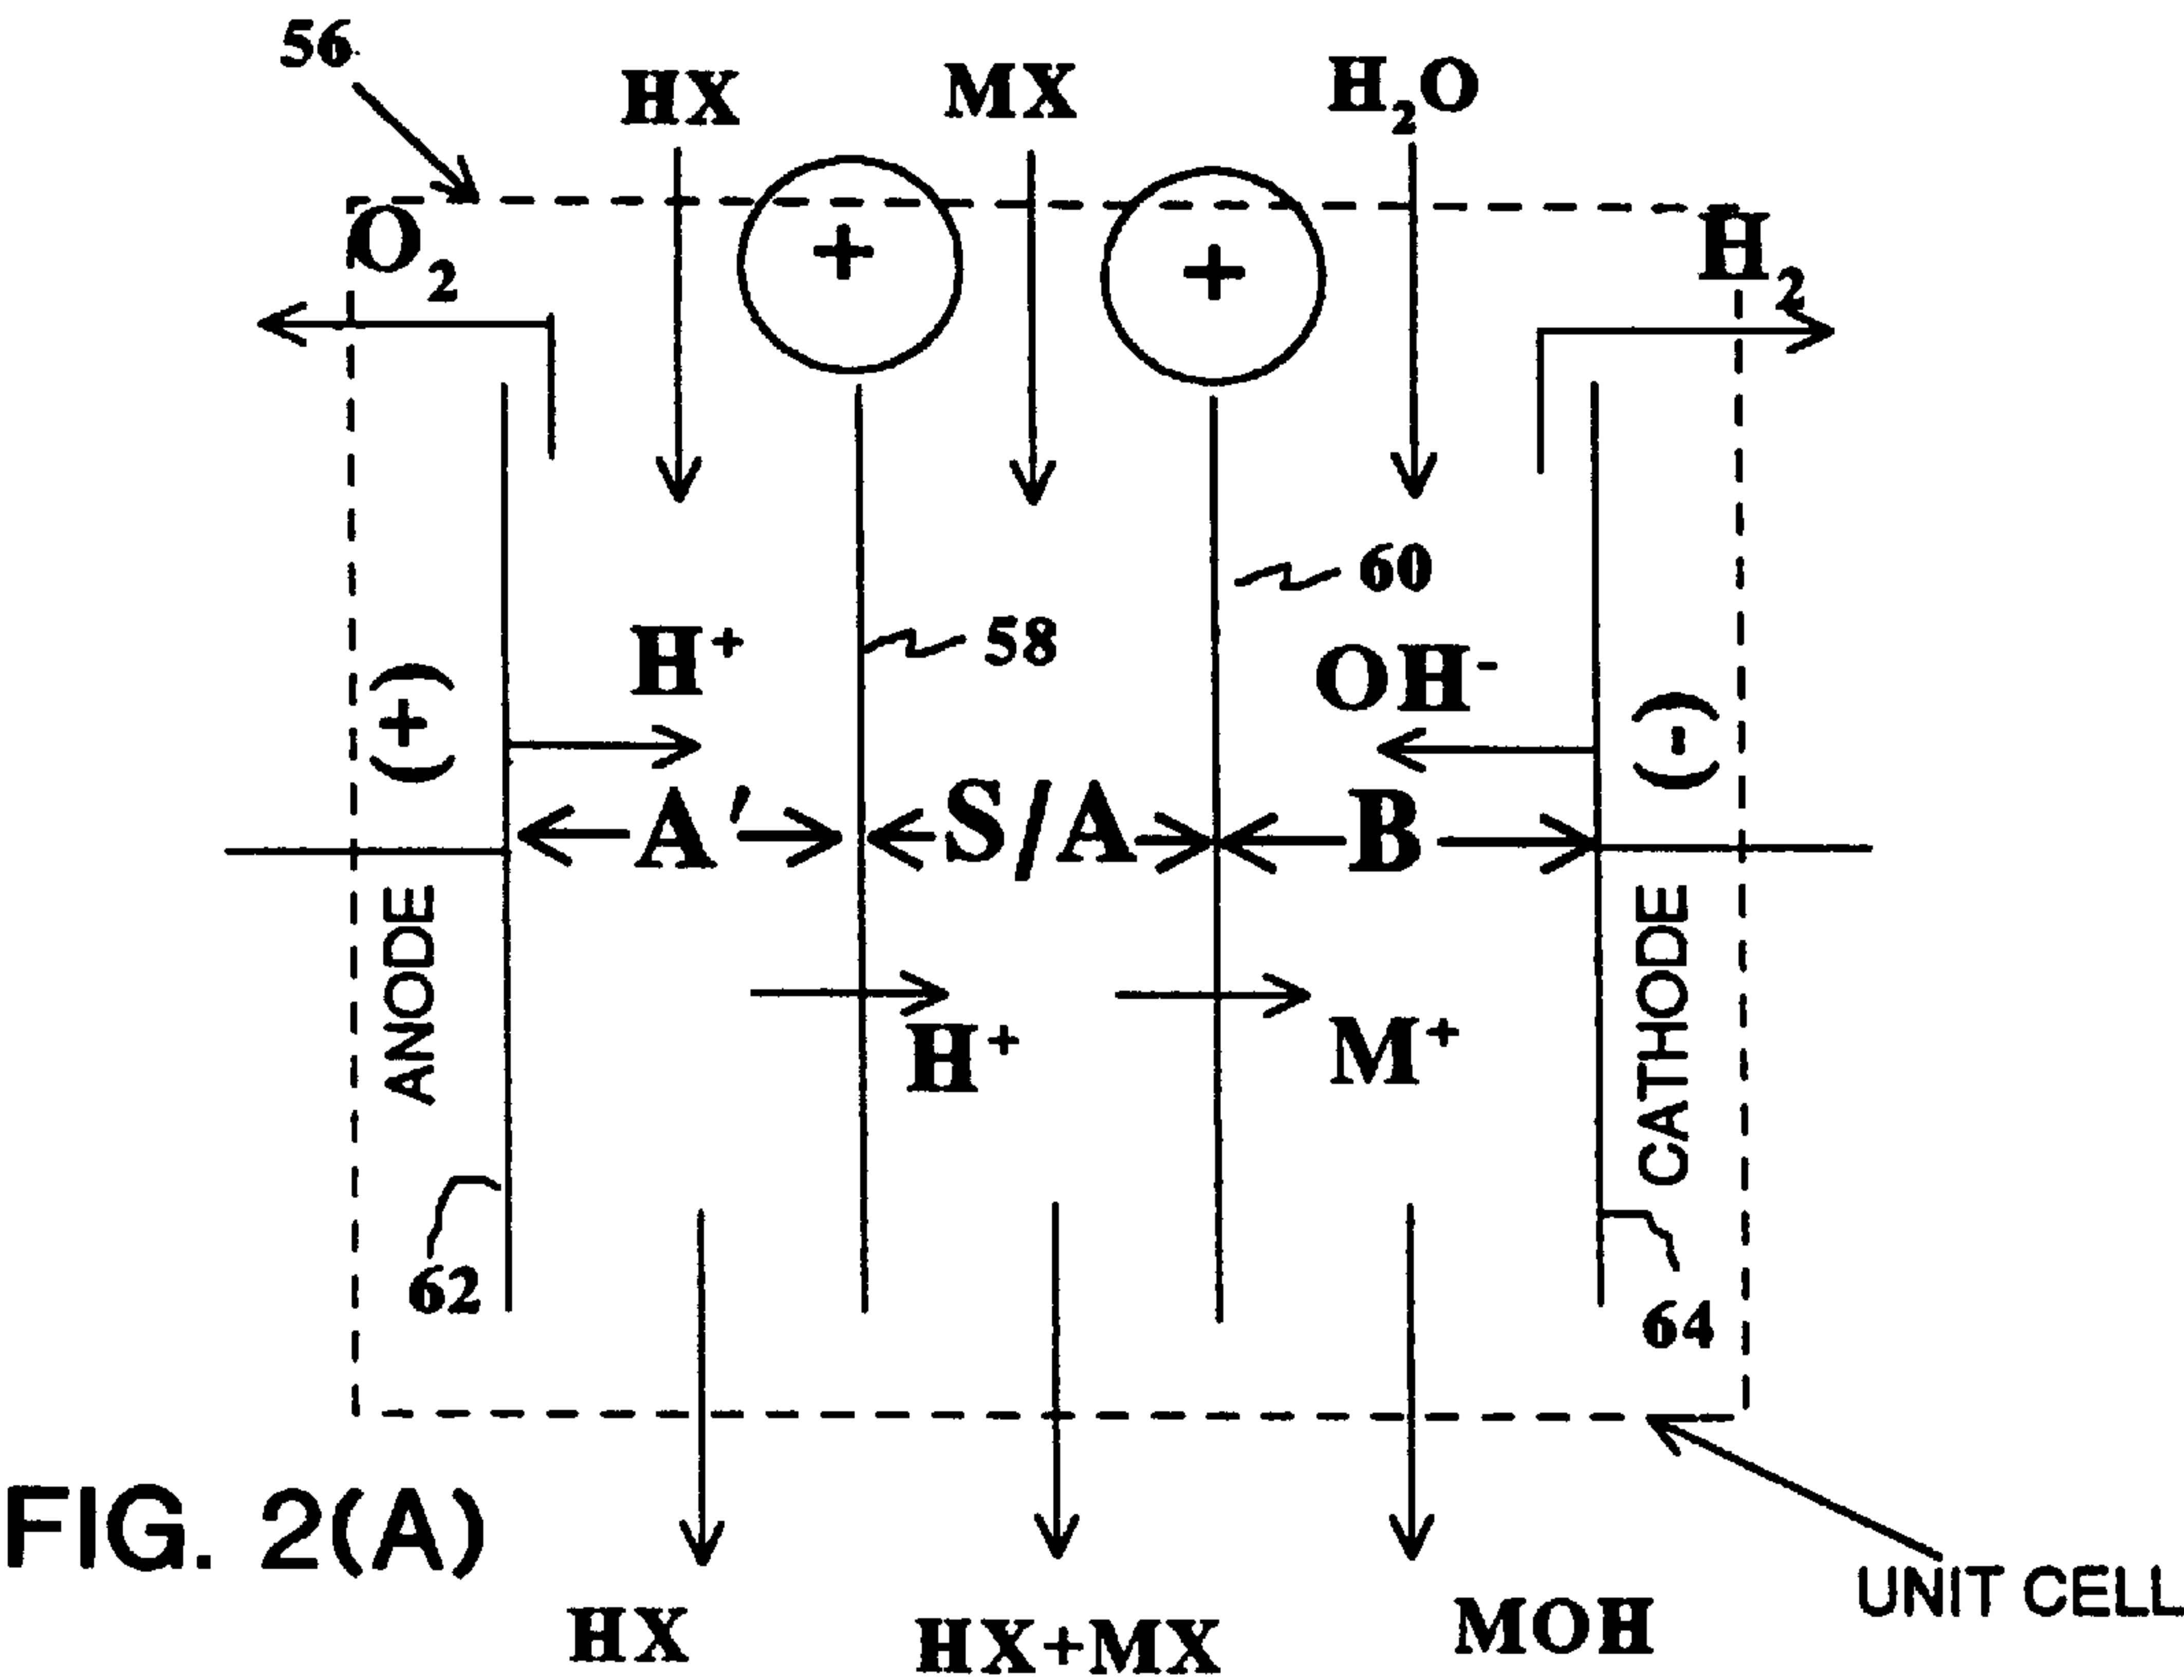 56
HX MX H₂O
+ +
O₂ H₂
60
58
H⁺ OH⁻
(+) (-)
A' S/A B
ANODE CATHODE
H⁺ M⁺
62 64
FIG. 2(A)
UNIT CELL
HX HX+MX MOH